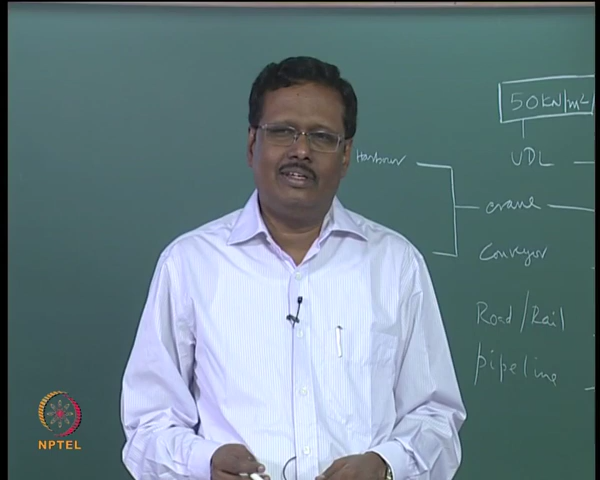 50KN/m²
UDL
Harbour
crane
Conveyor
Road/Rail
pipeline
NPTEL